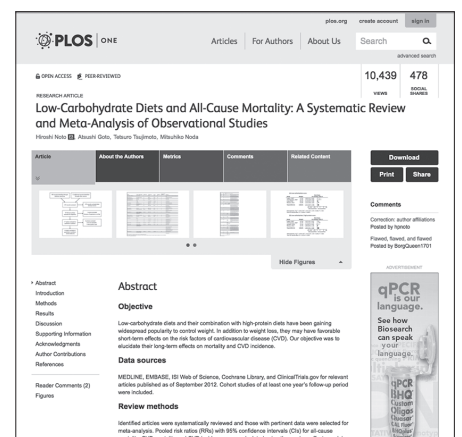 plos.org create account sign in
PLOS ONE
Articles For Authors About Us Search
advanced search
OPEN ACCESS PEER-REVIEWED
10,439 478
VIEWS SOCIAL SHARES
RESEARCH ARTICLE
Low-Carbohydrate Diets and All-Cause Mortality: A Systematic Review
and Meta-Analysis of Observational Studies
Hiroshi Noto, Atsushi Goto, Tetsuro Tsujimoto, Mitsuhiko Noda
Article About the Authors Metrics Comments Related Content
Download
Print Share
Comments
Correction: author affiliations
Posted by hpnoto
Flawed, flawed, and flawed
Posted by BorgQueen1701
Hide Figures
ADVERTISEMENT
Abstract
Introduction
Methods
Results
Discussion
Supporting Information
Acknowledgments
Author Contributions
References
Reader Comments (2)
Figures
Abstract
Objective
Low-carbohydrate diets and their combination with high-protein diets have been gaining
widespread popularity to control weight. In addition to weight loss, they may have favorable
short-term effects on the risk factors of cardiovascular disease (CVD). Our objective was to
elucidate their long-term effects on mortality and CVD incidence.
Data sources
MEDLINE, EMBASE, ISI Web of Science, Cochrane Library, and ClinicalTrials.gov for relevant
articles published as of September 2012. Cohort studies of at least one year's follow-up period
were included.
Review methods
Identified articles were systematically reviewed and those with pertinent data were selected for
meta-analysis. Pooled risk ratios (RRs) with 95% confidence intervals (CIs) for all-cause
qPCR
is our
language.
See how
Biosearch
can speak
your
language.
qPCR
BHQ
Custom
Oligos
Quasar